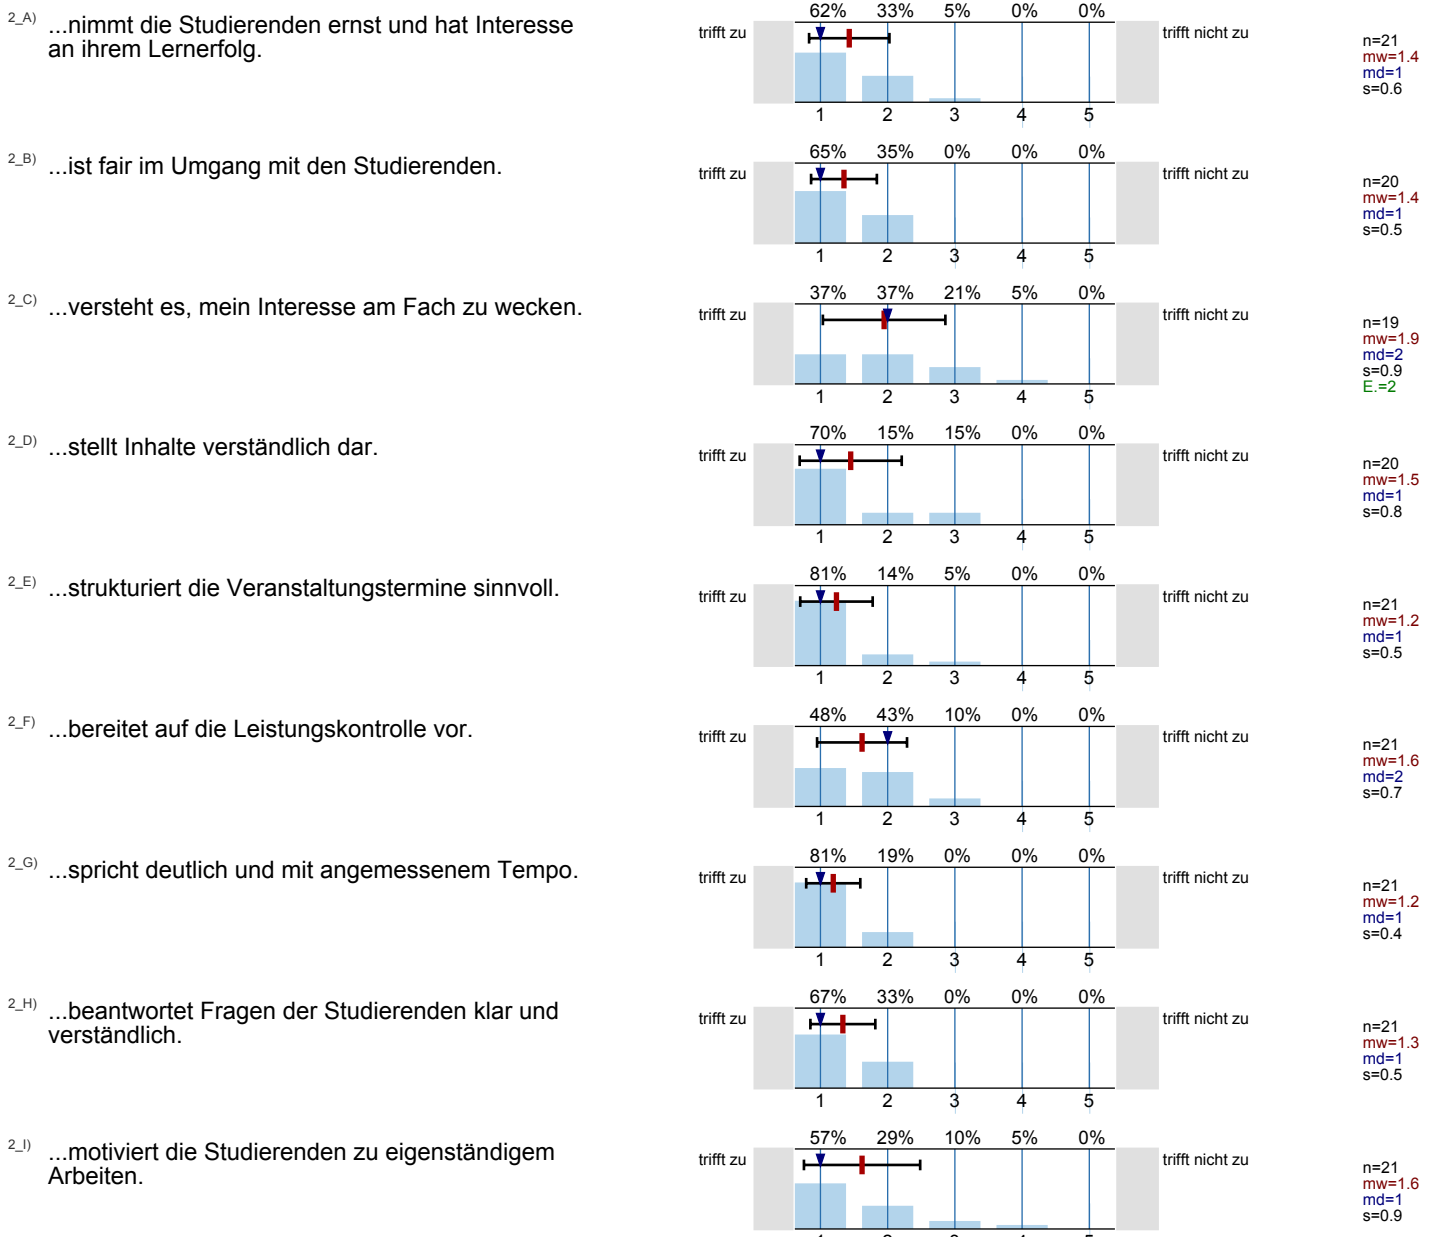 2_A) ...nimmt die Studierenden ernst und hat Interesse
an ihrem Lernerfolg.
62% 33% 5% 0% 0%
trifft zu trifft nicht zu
1 2 3 4 5
n=21
mw=1.4
md=1
s=0.6
2_B) ...ist fair im Umgang mit den Studierenden.
65% 35% 0% 0% 0%
trifft zu trifft nicht zu
1 2 3 4 5
n=20
mw=1.4
md=1
s=0.5
2_C) ...versteht es, mein Interesse am Fach zu wecken.
37% 37% 21% 5% 0%
trifft zu trifft nicht zu
1 2 3 4 5
n=19
mw=1.9
md=2
s=0.9
E.=2
2_D) ...stellt Inhalte verständlich dar.
70% 15% 15% 0% 0%
trifft zu trifft nicht zu
1 2 3 4 5
n=20
mw=1.5
md=1
s=0.8
2_E) ...strukturiert die Veranstaltungstermine sinnvoll.
81% 14% 5% 0% 0%
trifft zu trifft nicht zu
1 2 3 4 5
n=21
mw=1.2
md=1
s=0.5
2_F) ...bereitet auf die Leistungskontrolle vor.
48% 43% 10% 0% 0%
trifft zu trifft nicht zu
1 2 3 4 5
n=21
mw=1.6
md=2
s=0.7
2_G) ...spricht deutlich und mit angemessenem Tempo.
81% 19% 0% 0% 0%
trifft zu trifft nicht zu
1 2 3 4 5
n=21
mw=1.2
md=1
s=0.4
2_H) ...beantwortet Fragen der Studierenden klar und
verständlich.
67% 33% 0% 0% 0%
trifft zu trifft nicht zu
1 2 3 4 5
n=21
mw=1.3
md=1
s=0.5
2_I) ...motiviert die Studierenden zu eigenständigem
Arbeiten.
57% 29% 10% 5% 0%
trifft zu trifft nicht zu
n=21
mw=1.6
md=1
s=0.9